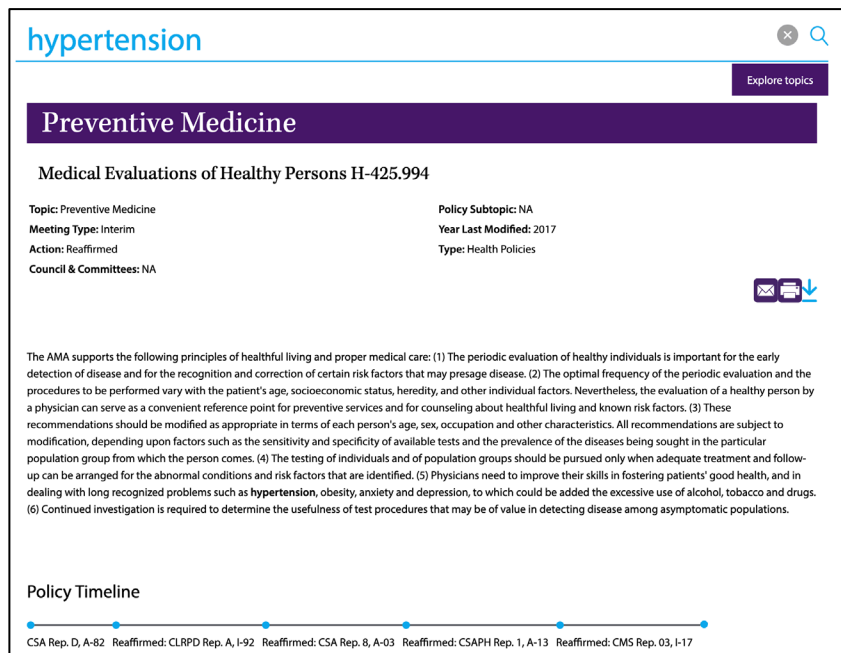 hypertension
Explore topics
Preventive Medicine
Medical Evaluations of Healthy Persons H-425.994
Topic: Preventive Medicine
Policy Subtopic: NA
Meeting Type: Interim
Year Last Modified: 2017
Action: Reaffirmed
Type: Health Policies
Council & Committees: NA
The AMA supports the following principles of healthful living and proper medical care: (1) The periodic evaluation of healthy individuals is important for the early
detection of disease and for the recognition and correction of certain risk factors that may presage disease. (2) The optimal frequency of the periodic evaluation and the
procedures to be performed vary with the patient's age, socioeconomic status, heredity, and other individual factors. Nevertheless, the evaluation of a healthy person by
a physician can serve as a convenient reference point for preventive services and for counseling about healthful living and known risk factors. (3) These
recommendations should be modified as appropriate in terms of each person's age, sex, occupation and other characteristics. All recommendations are subject to
modification, depending upon factors such as the sensitivity and specificity of available tests and the prevalence of the diseases being sought in the particular
population group from which the person comes. (4) The testing of individuals and of population groups should be pursued only when adequate treatment and follow-
up can be arranged for the abnormal conditions and risk factors that are identified. (5) Physicians need to improve their skills in fostering patients' good health, and in
dealing with long recognized problems such as hypertension, obesity, anxiety and depression, to which could be added the excessive use of alcohol, tobacco and drugs.
(6) Continued investigation is required to determine the usefulness of test procedures that may be of value in detecting disease among asymptomatic populations.
Policy Timeline
CSA Rep. D, A-82 Reaffirmed: CLRPD Rep. A, I-92 Reaffirmed: CSA Rep. 8, A-03 Reaffirmed: CSAPH Rep. 1, A-13 Reaffirmed: CMS Rep. 03, I-17